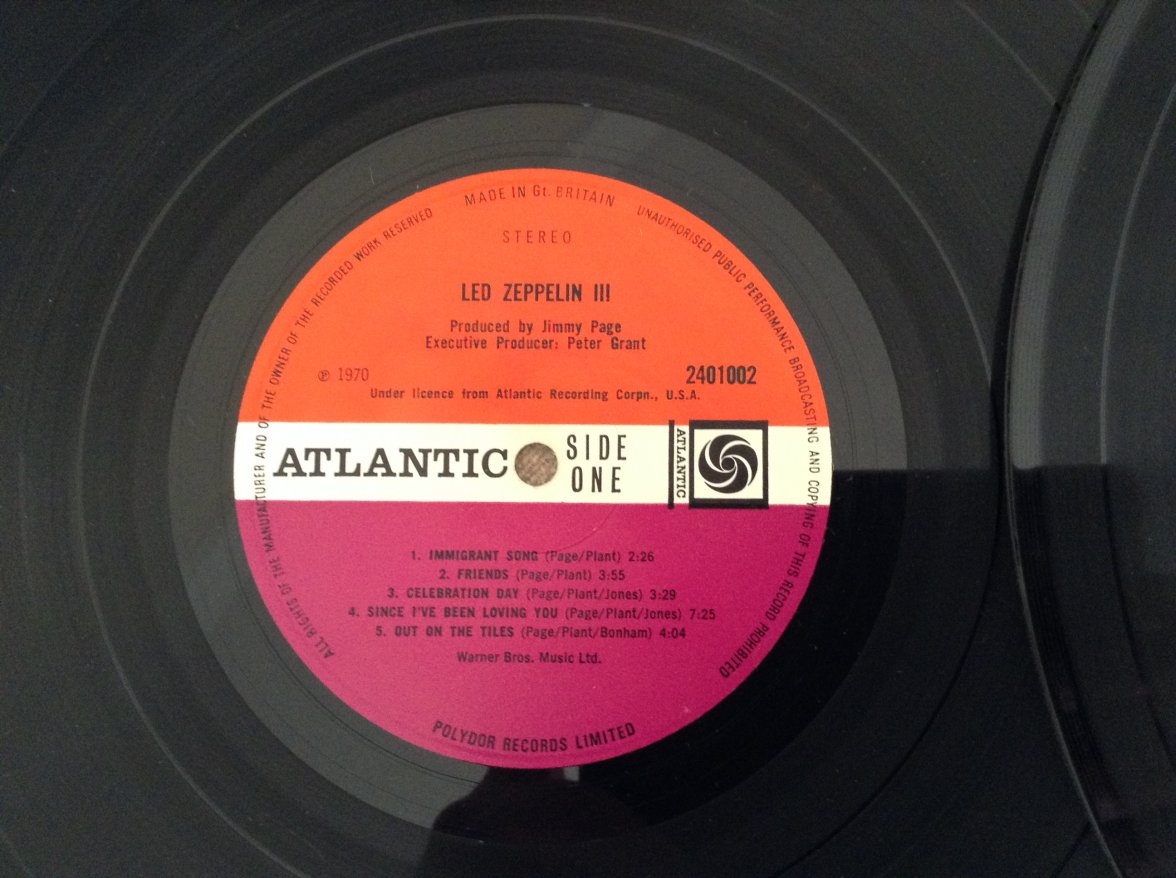 MADE IN Gt. BRITAIN
UNAUTHORISED PUBLIC PERFORMANCE BROADCASTING AND COPYING OF THIS RECORD PROHIBITED
ALL RIGHTS OF THE MANUFACTURER AND OF THE OWNER OF THE RECORDED WORK RESERVED
STEREO
LED ZEPPELIN III
Produced by Jimmy Page
Executive Producer: Peter Grant
℗ 1970
2401002
Under licence from Atlantic Recording Corpn., U.S.A.
ATLANTIC
SIDE
ONE
ATLANTIC
1. IMMIGRANT SONG (Page/Plant) 2:26
2. FRIENDS (Page/Plant) 3:55
3. CELEBRATION DAY (Page/Plant/Jones) 3:29
4. SINCE I'VE BEEN LOVING YOU (Page/Plant/Jones) 7:25
5. OUT ON THE TILES (Page/Plant/Bonham) 4:04
Warner Bros. Music Ltd.
POLYDOR RECORDS LIMITED